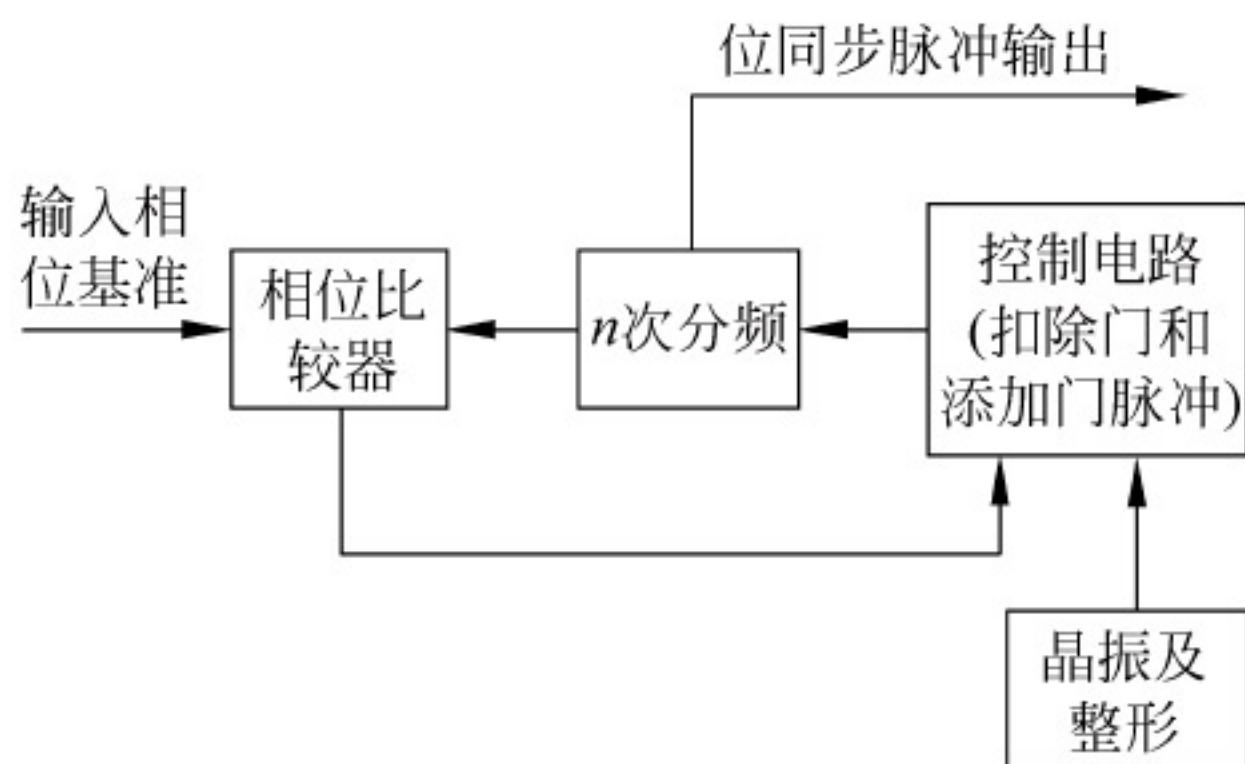 位同步脉冲输出
输入相
位基准
相位比
较器
n次分频
控制电路
(扣除门和
添加门脉冲)
晶振及
整形